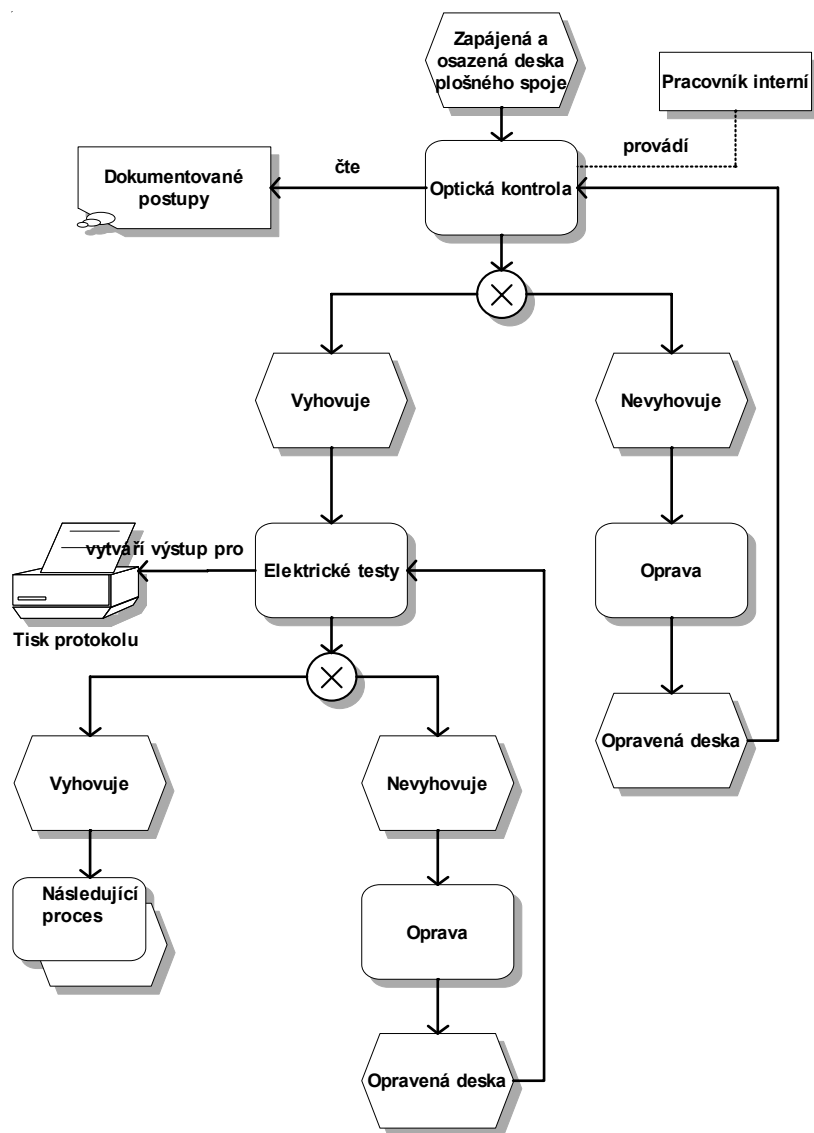 Zapájená a
osazená deska
plošného spoje
Pracovník interní
provádí
čte
Dokumentované
postupy
Optická kontrola
Vyhovuje
Nevyhovuje
vytváří výstup pro
Elektrické testy
Oprava
Tisk protokolu
Opravená deska
Vyhovuje
Nevyhovuje
Následující
proces
Oprava
Opravená deska